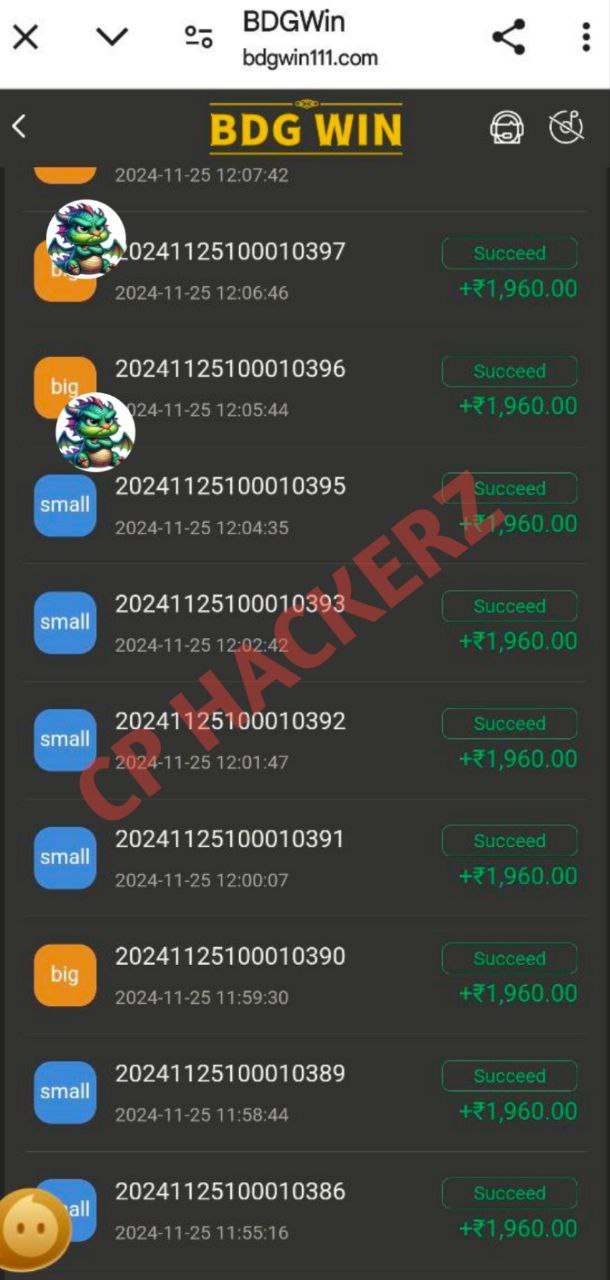 BDGWin
bdgwin111.com
BDG WIN
2024-11-25 12:07:42
20241125100010397
Succeed
2024-11-25 12:06:46
+₹1,960.00
big
20241125100010396
Succeed
24-11-25 12:05:44
+₹1,960.00
small
20241125100010395
Succeed
2024-11-25 12:04:35
+₹1,960.00
small
20241125100010393
Succeed
2024-11-25 12:02:42
+₹1,960.00
small
20241125100010392
Succeed
2024-11-25 12:01:47
+₹1,960.00
small
20241125100010391
Succeed
2024-11-25 12:00:07
+₹1,960.00
big
20241125100010390
Succeed
2024-11-25 11:59:30
+₹1,960.00
small
20241125100010389
Succeed
2024-11-25 11:58:44
+₹1,960.00
20241125100010386
Succeed
2024-11-25 11:55:16
+₹1,960.00
CP HACKERZ